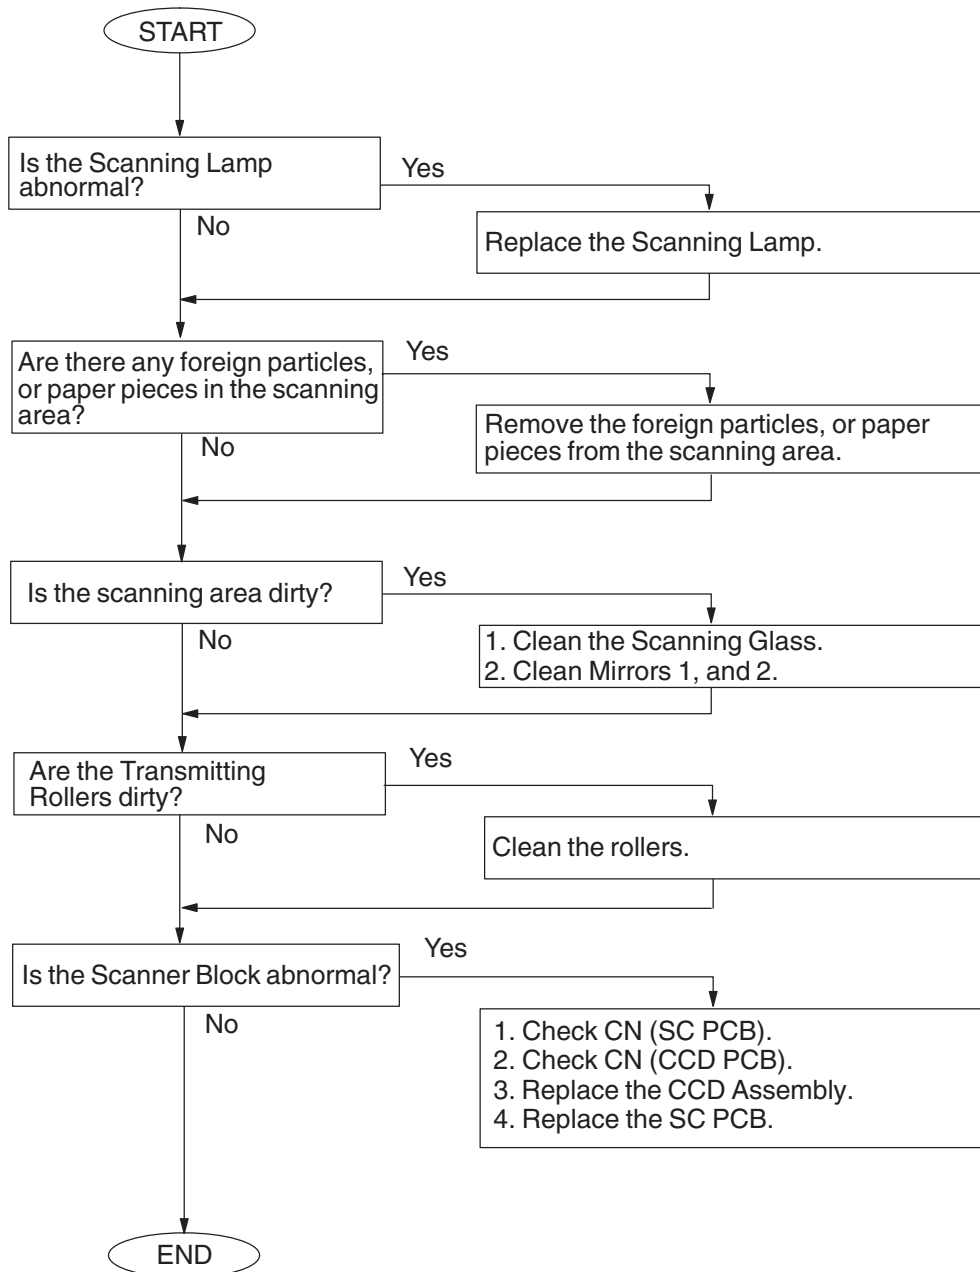 START
Is the Scanning Lamp
abnormal?
Yes
No
Replace the Scanning Lamp.
Are there any foreign particles,
or paper pieces in the scanning
area?
Yes
No
Remove the foreign particles, or paper
pieces from the scanning area.
Is the scanning area dirty?
Yes
No
1. Clean the Scanning Glass.
2. Clean Mirrors 1, and 2.
Are the Transmitting
Rollers dirty?
Yes
No
Clean the rollers.
Is the Scanner Block abnormal?
Yes
No
1. Check CN (SC PCB).
2. Check CN (CCD PCB).
3. Replace the CCD Assembly.
4. Replace the SC PCB.
END